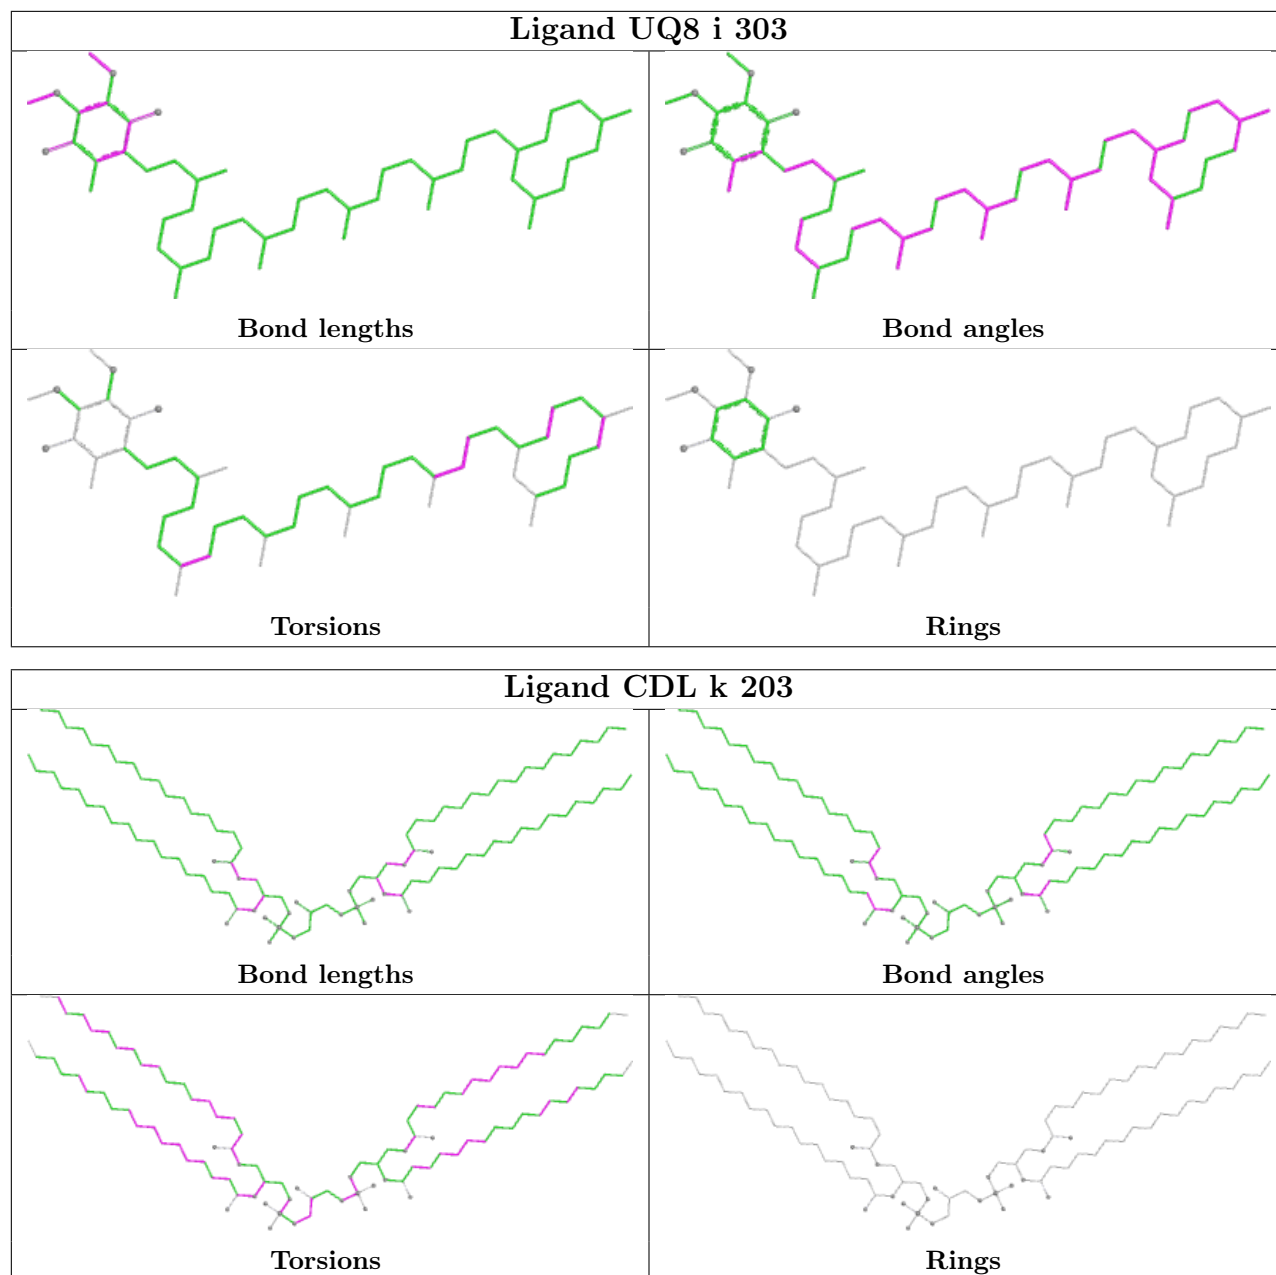 Ligand UQ8 i 303
Bond lengths
Bond angles
Torsions
Rings
Ligand CDL k 203
Bond lengths
Bond angles
Torsions
Rings